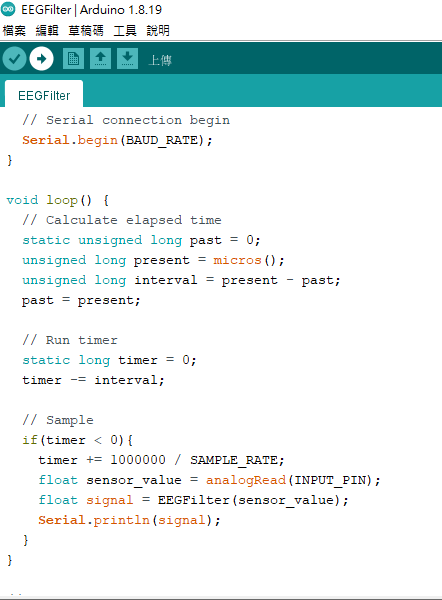 EEGFilter | Arduino 1.8.19
檔案 編輯 草稿碼 工具 說明
上傳
EEGFilter
  // Serial connection begin
  Serial.begin(BAUD_RATE);
}

void loop() {
  // Calculate elapsed time
  static unsigned long past = 0;
  unsigned long present = micros();
  unsigned long interval = present - past;
  past = present;

  // Run timer
  static long timer = 0;
  timer -= interval;

  // Sample
  if(timer < 0){
    timer += 1000000 / SAMPLE_RATE;
    float sensor_value = analogRead(INPUT_PIN);
    float signal = EEGFilter(sensor_value);
    Serial.println(signal);
  }
}